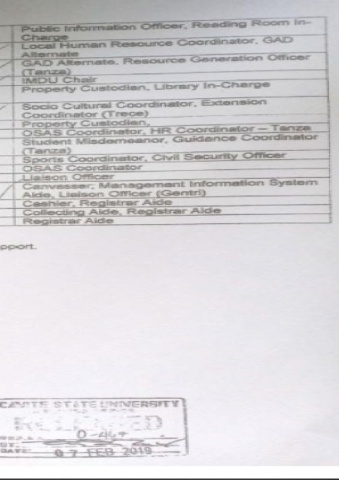 Public Information Officer, Reading Room In-
Charge
Local Human Resource Coordinator, GAD
Alternate
GAD Alternate, Resource Generation Officer
(Tanza)
IMDU Chair
Property Custodian, Library In-Charge
Socio Cultural Coordinator, Extension
Coordinator (Trece)
Property Custodian,
OSAS Coordinator, HR Coordinator – Tanza
Student Misdemeanor, Guidance Coordinator
(Tanza)
Sports Coordinator, Civil Security Officer
OSAS Coordinator
Liaison Officer
Canvasser, Management Information System
Aide, Liaison Officer (Gentri)
Cashier, Registrar Aide
Collecting Aide, Registrar Aide
Registrar Aide
pport.
CAVITE STATE UNIVERSITY
BY:
DATE: 07 FEB 2019